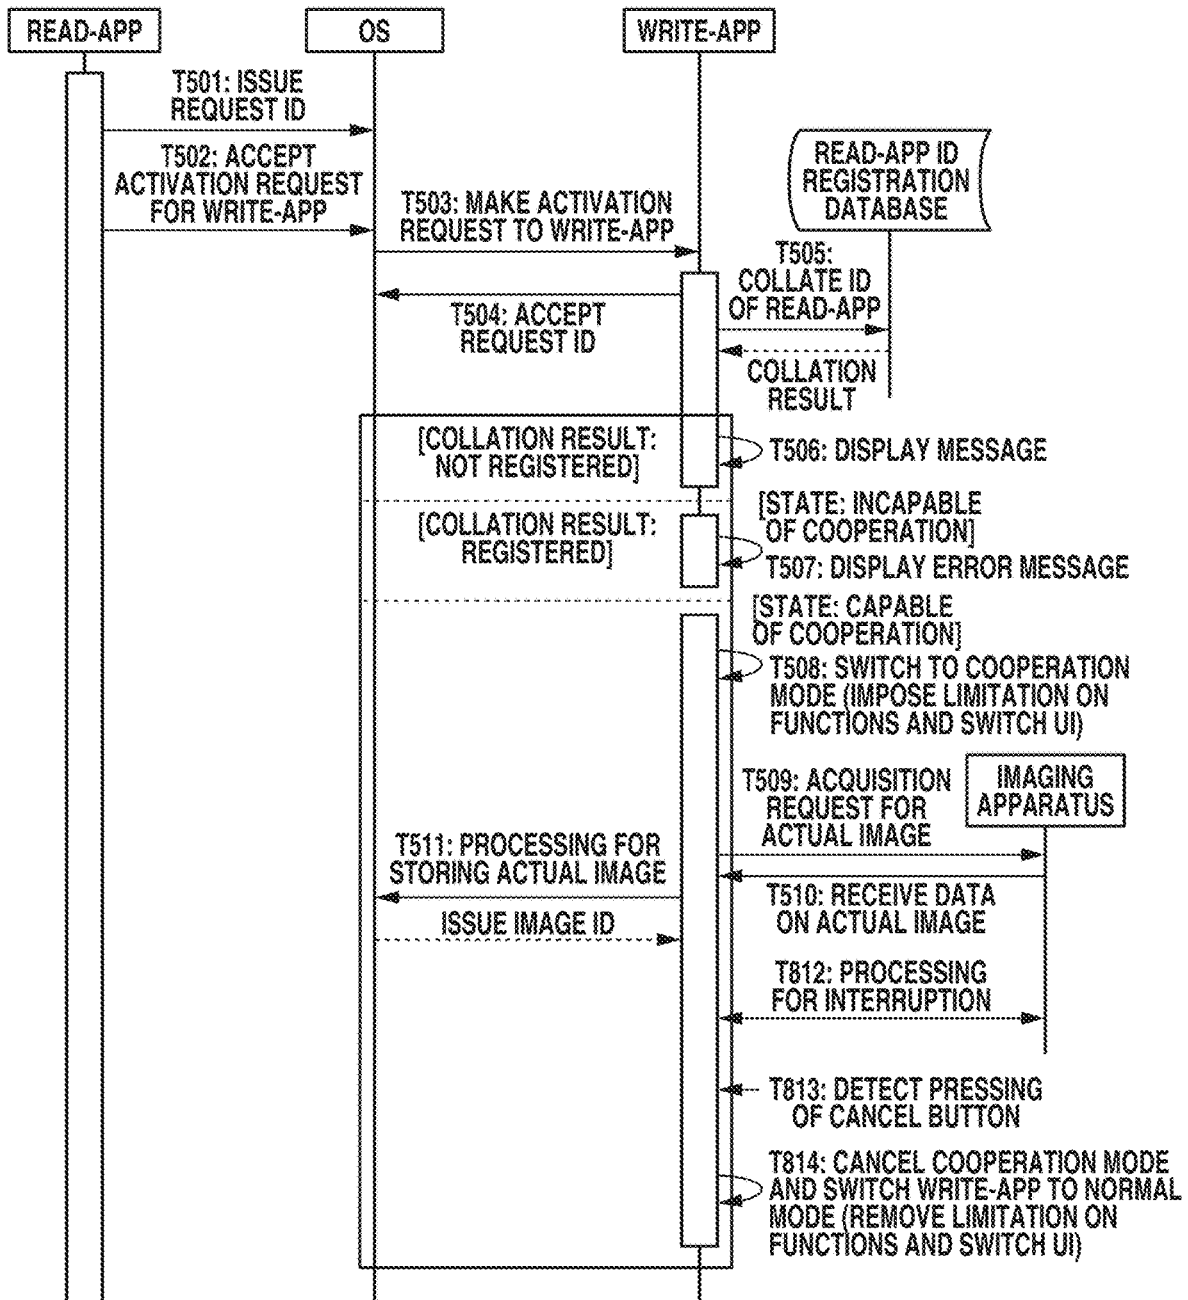 READ-APP
OS
WRITE-APP
T501: ISSUE
REQUEST ID
T502: ACCEPT
ACTIVATION REQUEST
FOR WRITE-APP
T503: MAKE ACTIVATION
REQUEST TO WRITE-APP
READ-APP ID
REGISTRATION
DATABASE
T504: ACCEPT
REQUEST ID
T505:
COLLATE ID
OF READ-APP
COLLATION
RESULT
[COLLATION RESULT:
NOT REGISTERED]
T506: DISPLAY MESSAGE
[COLLATION RESULT:
REGISTERED]
[STATE: INCAPABLE
OF COOPERATION]
T507: DISPLAY ERROR MESSAGE
[STATE: CAPABLE
OF COOPERATION]
T508: SWITCH TO COOPERATION
MODE (IMPOSE LIMITATION ON
FUNCTIONS AND SWITCH UI)
T509: ACQUISITION
REQUEST FOR
ACTUAL IMAGE
IMAGING
APPARATUS
T511: PROCESSING FOR
STORING ACTUAL IMAGE
T510: RECEIVE DATA
ON ACTUAL IMAGE
ISSUE IMAGE ID
T812: PROCESSING
FOR INTERRUPTION
T813: DETECT PRESSING
OF CANCEL BUTTON
T814: CANCEL COOPERATION MODE
AND SWITCH WRITE-APP TO NORMAL
MODE (REMOVE LIMITATION ON
FUNCTIONS AND SWITCH UI)